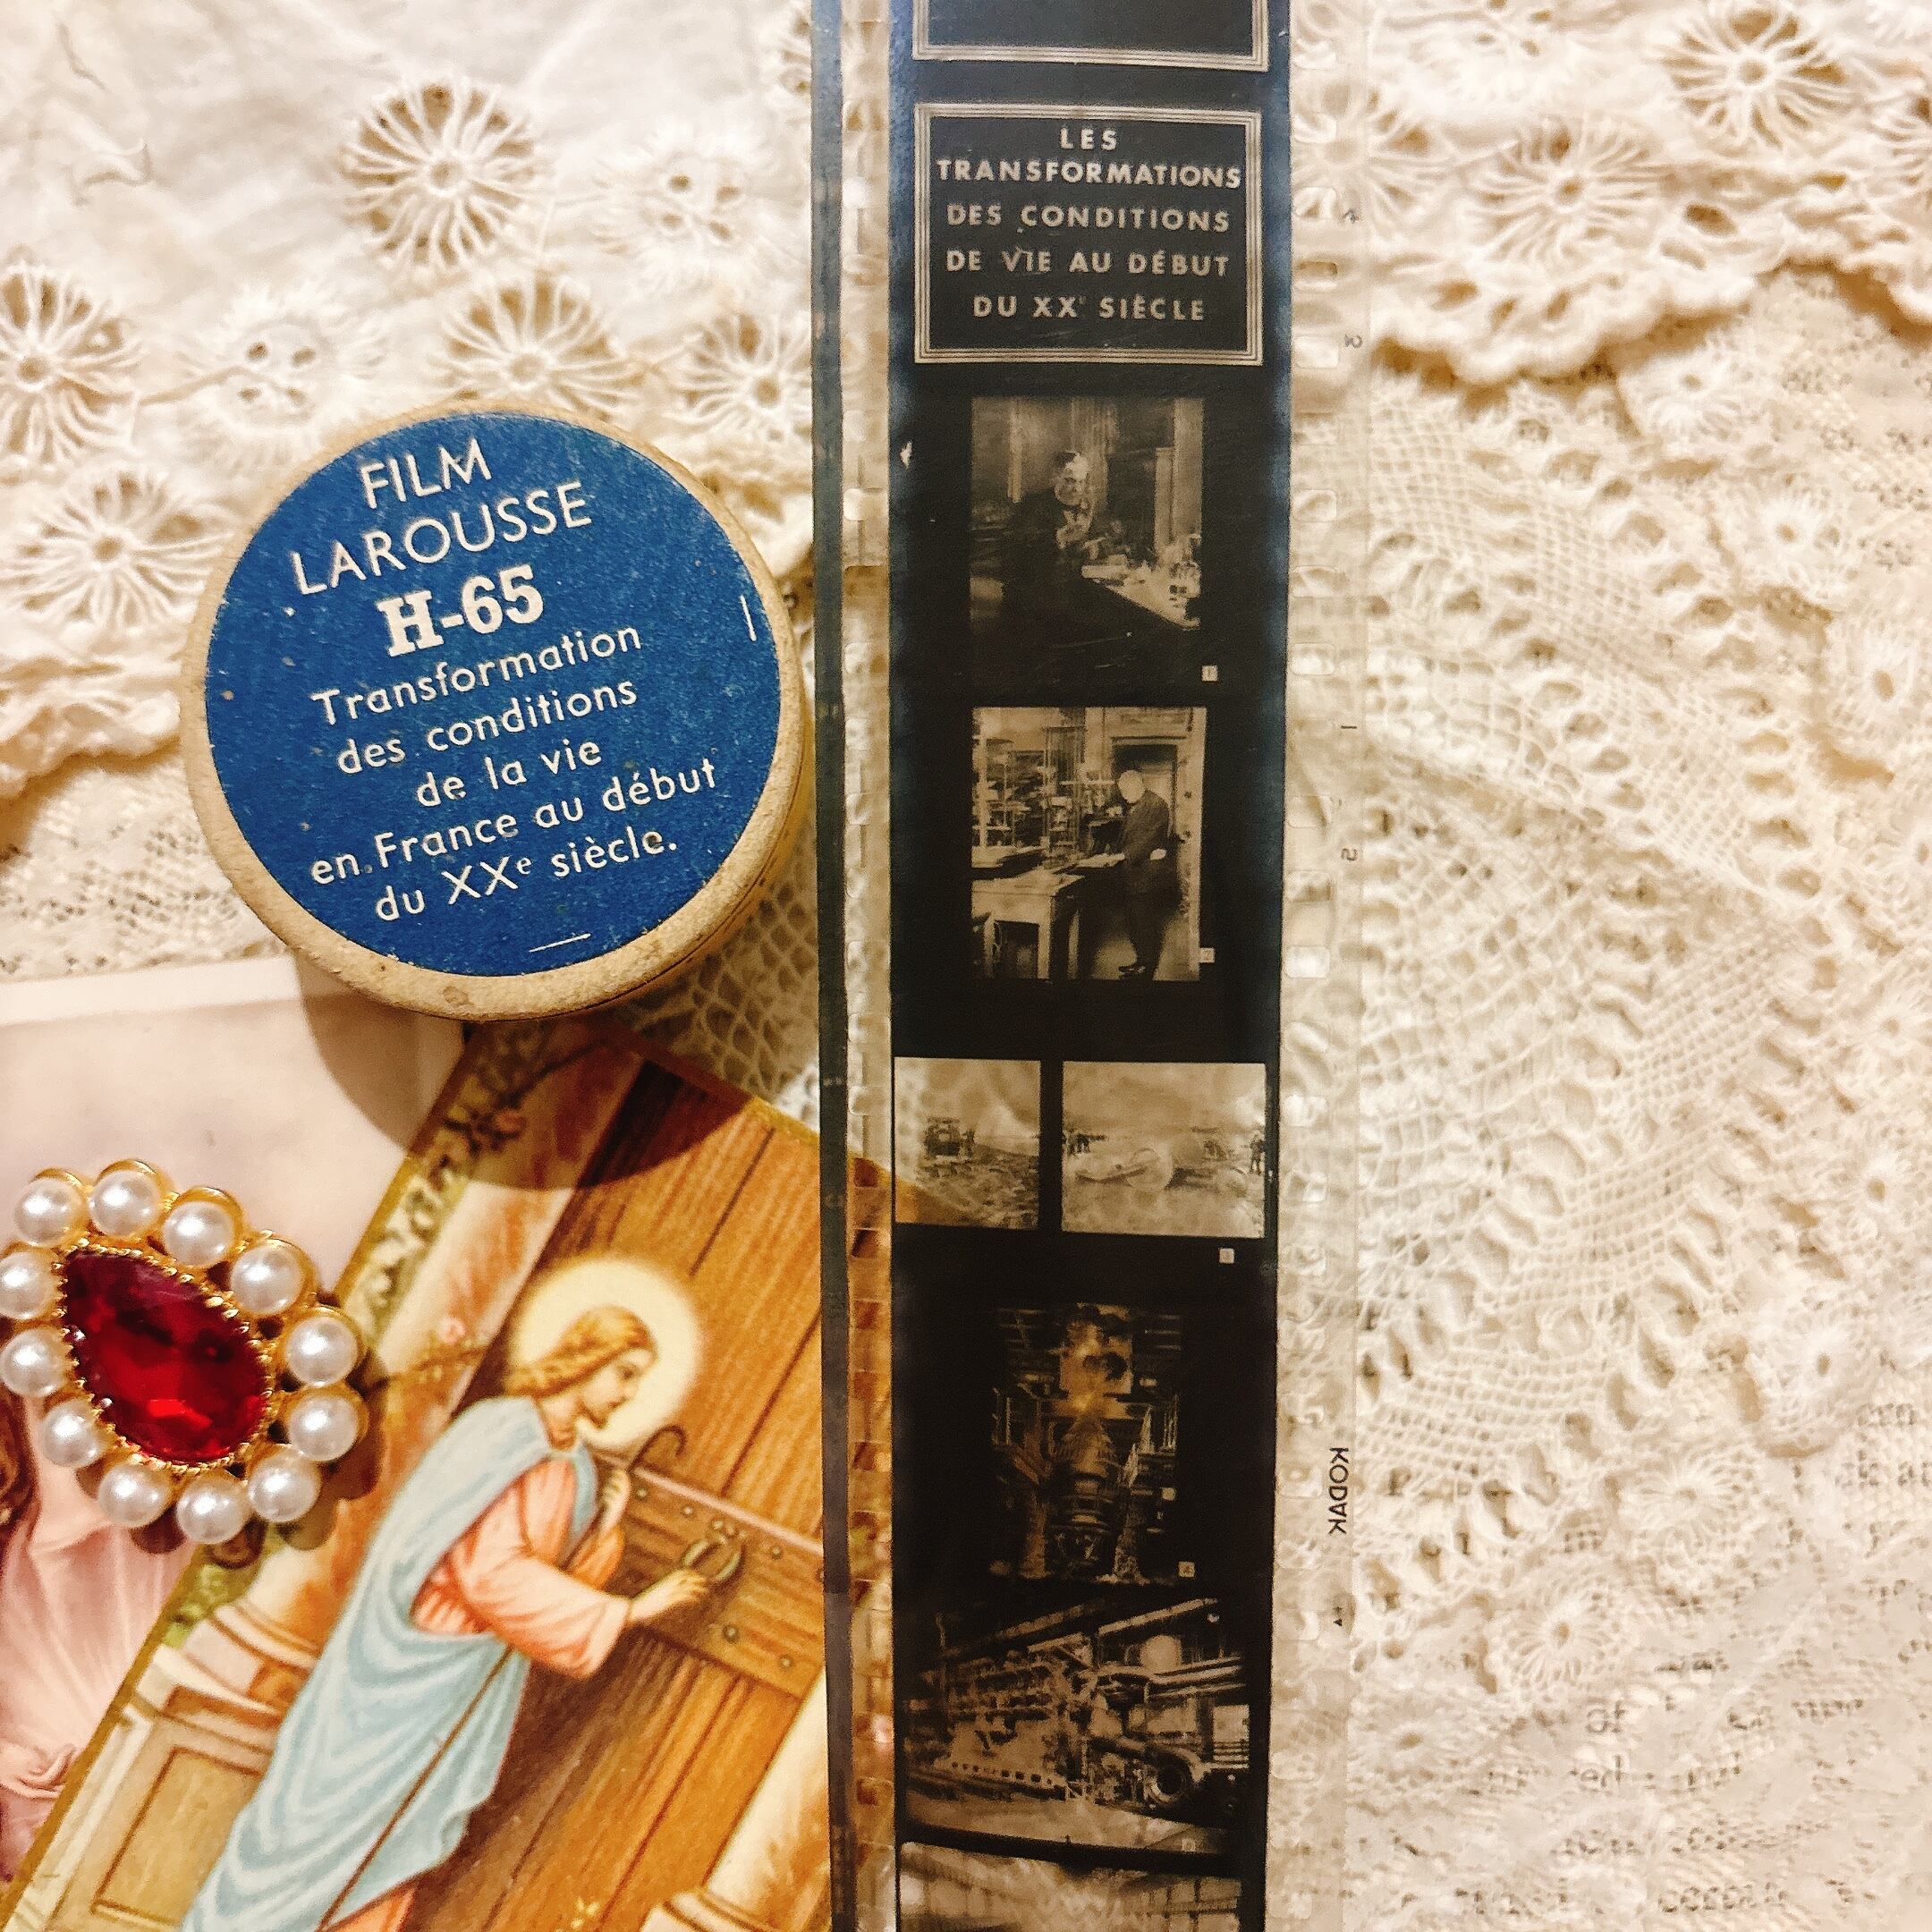 FILM
LAROUSSE
H-65
Transformation
des conditions
de la vie
en France au début
du XXe siècle.
LES
TRANSFORMATIONS
DES CONDITIONS
DE VIE AU DÉBUT
DU XXe SIÈCLE
KODAK